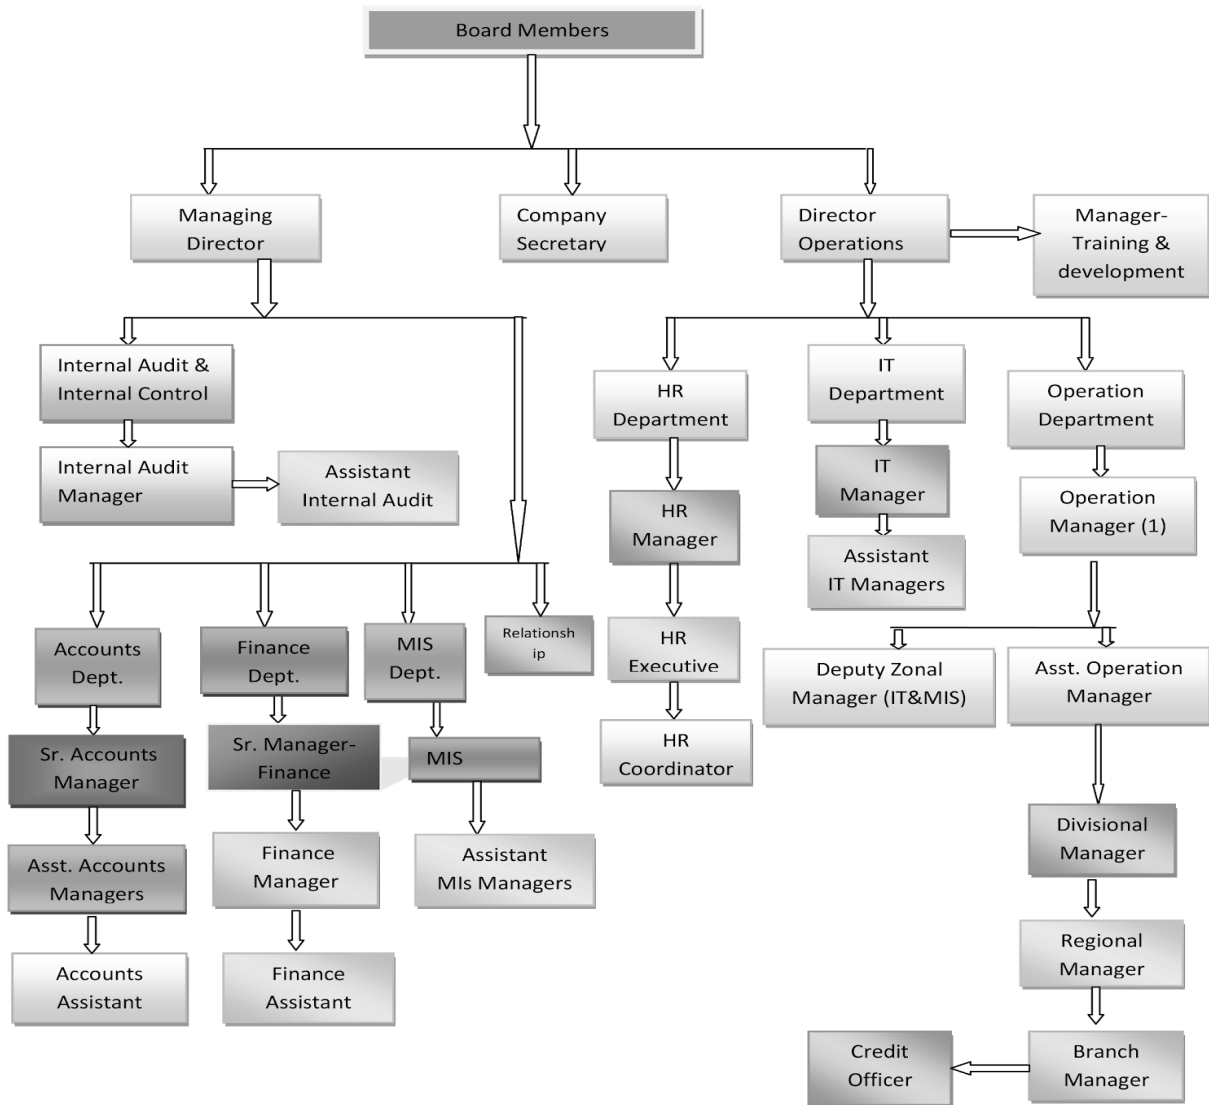 Board Members
Managing
Director
Company
Secretary
Director
Operations
Manager-
Training &
development
Internal Audit &
Internal Control
Internal Audit
Manager
Assistant
Internal Audit
HR
Department
HR
Manager
HR
Executive
HR
Coordinator
IT
Department
IT
Manager
Assistant
IT Managers
Operation
Department
Operation
Manager (1)
Deputy Zonal
Manager (IT&MIS)
Asst. Operation
Manager
Divisional
Manager
Regional
Manager
Branch
Manager
Credit
Officer
Accounts
Dept.
Sr. Accounts
Manager
Asst. Accounts
Managers
Accounts
Assistant
Finance
Dept.
Sr. Manager-
Finance
Finance
Manager
Finance
Assistant
MIS
Dept.
MIS
Assistant
MIs Managers
Relationsh
ip